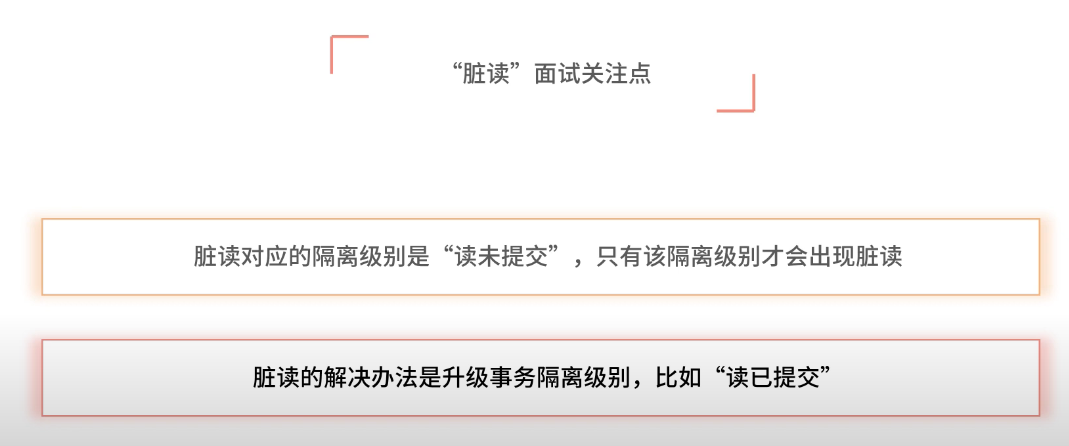 “脏读”面试关注点
脏读对应的隔离级别是“读未提交”，只有该隔离级别才会出现脏读
脏读的解决办法是升级事务隔离级别，比如“读已提交”